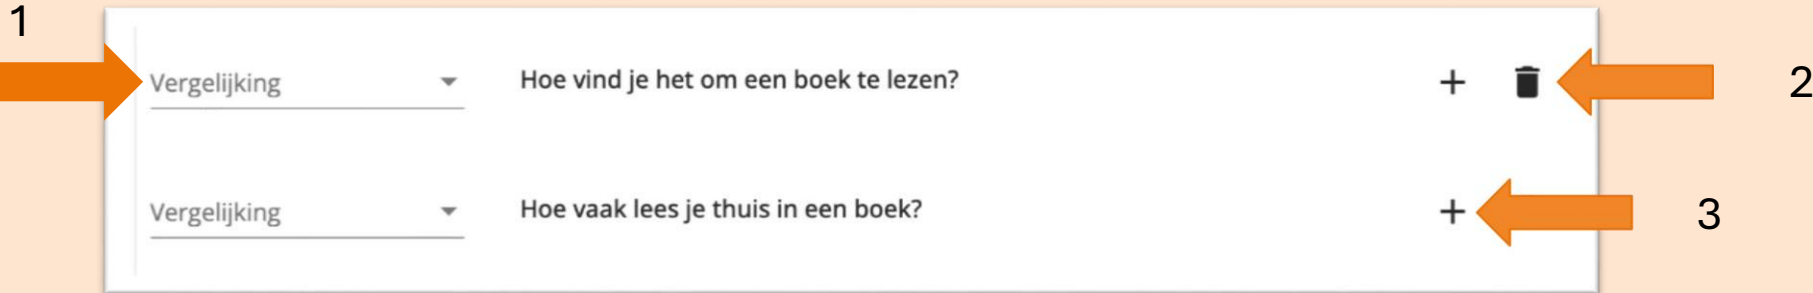 1
Vergelijking Hoe vind je het om een boek te lezen? + 2
Vergelijking Hoe vaak lees je thuis in een boek? + 3